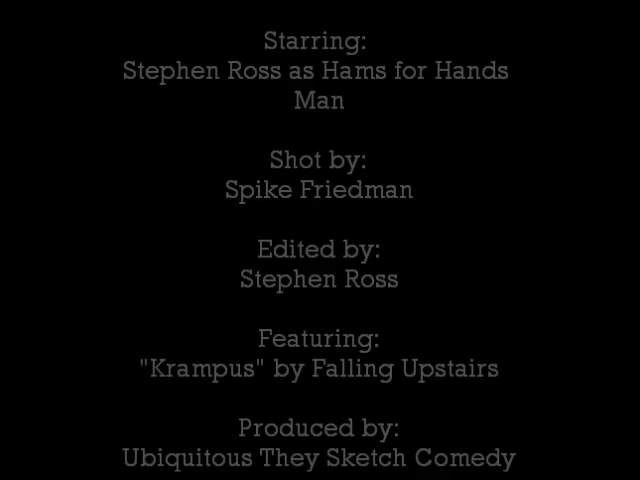 Starring:
Stephen Ross as Hams for Hands
Man
Shot by:
Spike Friedman
Edited by:
Stephen Ross
Featuring:
"Krampus" by Falling Upstairs
Produced by:
Ubiquitous They Sketch Comedy